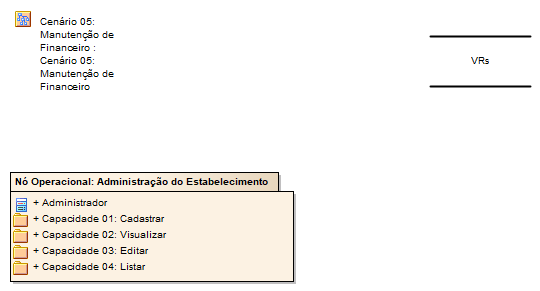 Cenário 05:
Manutenção de
Financeiro :
Cenário 05:
Manutenção de
Financeiro
VRs
Nó Operacional: Administração do Estabelecimento
+ Administrador
+ Capacidade 01: Cadastrar
+ Capacidade 02: Visualizar
+ Capacidade 03: Editar
+ Capacidade 04: Listar